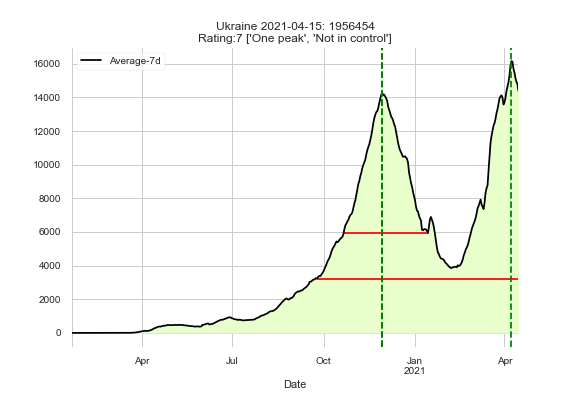 Ukraine 2021-04-15: 1956454
Rating:7 ['One peak', 'Not in control']
Average-7d
16000
14000
12000
10000
8000
6000
4000
2000
0
Apr Jul Oct Jan Apr
2021
Date